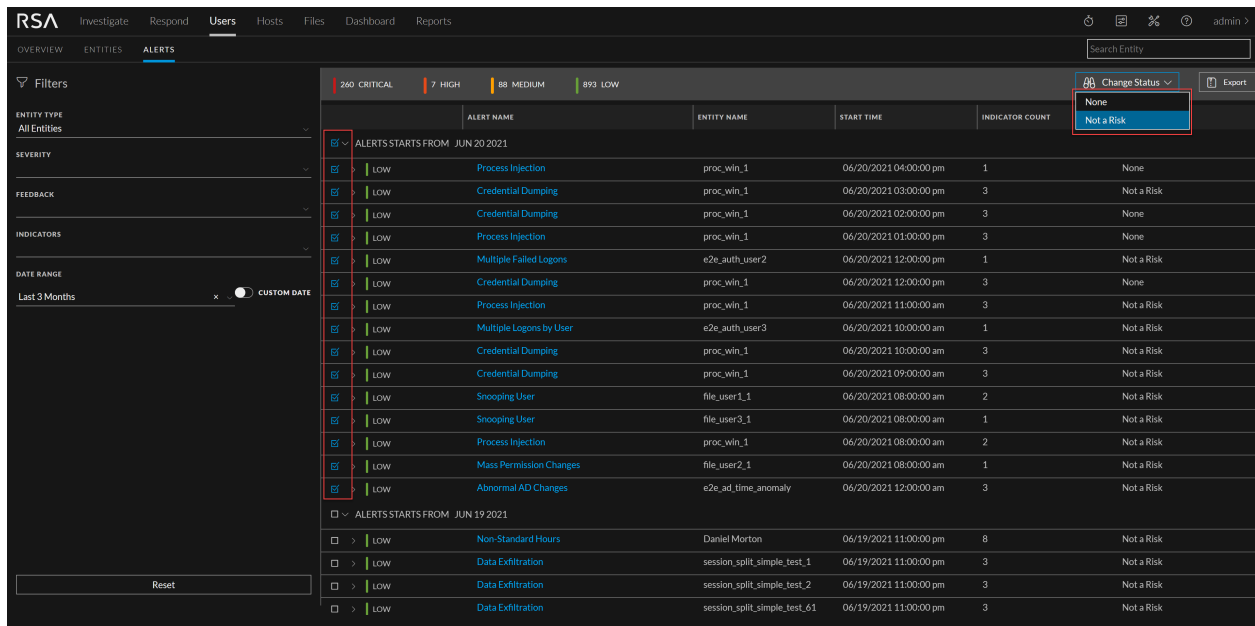 RSA Investigate Respond Users Hosts Files Dashboard Reports admin >
OVERVIEW ENTITIES ALERTS Search Entity
Filters
ENTITY TYPE
All Entities
SEVERITY
FEEDBACK
INDICATORS
DATE RANGE
Last 3 Months × CUSTOM DATE
Reset
260 CRITICAL 7 HIGH 88 MEDIUM 893 LOW Change Status Export
None
Not a Risk
ALERT NAME ENTITY NAME START TIME INDICATOR COUNT
ALERTS STARTS FROM JUN 20 2021
LOW Process Injection proc_win_1 06/20/2021 04:00:00 pm 1 None
LOW Credential Dumping proc_win_1 06/20/2021 03:00:00 pm 3 Not a Risk
LOW Credential Dumping proc_win_1 06/20/2021 02:00:00 pm 3 None
LOW Process Injection proc_win_1 06/20/2021 01:00:00 pm 3 None
LOW Multiple Failed Logons e2e_auth_user2 06/20/2021 12:00:00 pm 1 Not a Risk
LOW Credential Dumping proc_win_1 06/20/2021 12:00:00 pm 3 None
LOW Process Injection proc_win_1 06/20/2021 11:00:00 am 3 Not a Risk
LOW Multiple Logons by User e2e_auth_user3 06/20/2021 10:00:00 am 1 Not a Risk
LOW Credential Dumping proc_win_1 06/20/2021 10:00:00 am 3 Not a Risk
LOW Credential Dumping proc_win_1 06/20/2021 09:00:00 am 3 Not a Risk
LOW Snooping User file_user1_1 06/20/2021 08:00:00 am 2 Not a Risk
LOW Snooping User file_user3_1 06/20/2021 08:00:00 am 1 Not a Risk
LOW Process Injection proc_win_1 06/20/2021 08:00:00 am 2 Not a Risk
LOW Mass Permission Changes file_user2_1 06/20/2021 08:00:00 am 1 Not a Risk
LOW Abnormal AD Changes e2e_ad_time_anomaly 06/20/2021 12:00:00 am 3 Not a Risk
ALERTS STARTS FROM JUN 19 2021
LOW Non-Standard Hours Daniel Morton 06/19/2021 11:00:00 pm 8 Not a Risk
LOW Data Exfiltration session_split_simple_test_1 06/19/2021 11:00:00 pm 3 Not a Risk
LOW Data Exfiltration session_split_simple_test_2 06/19/2021 11:00:00 pm 3 Not a Risk
LOW Data Exfiltration session_split_simple_test_61 06/19/2021 11:00:00 pm 3 Not a Risk